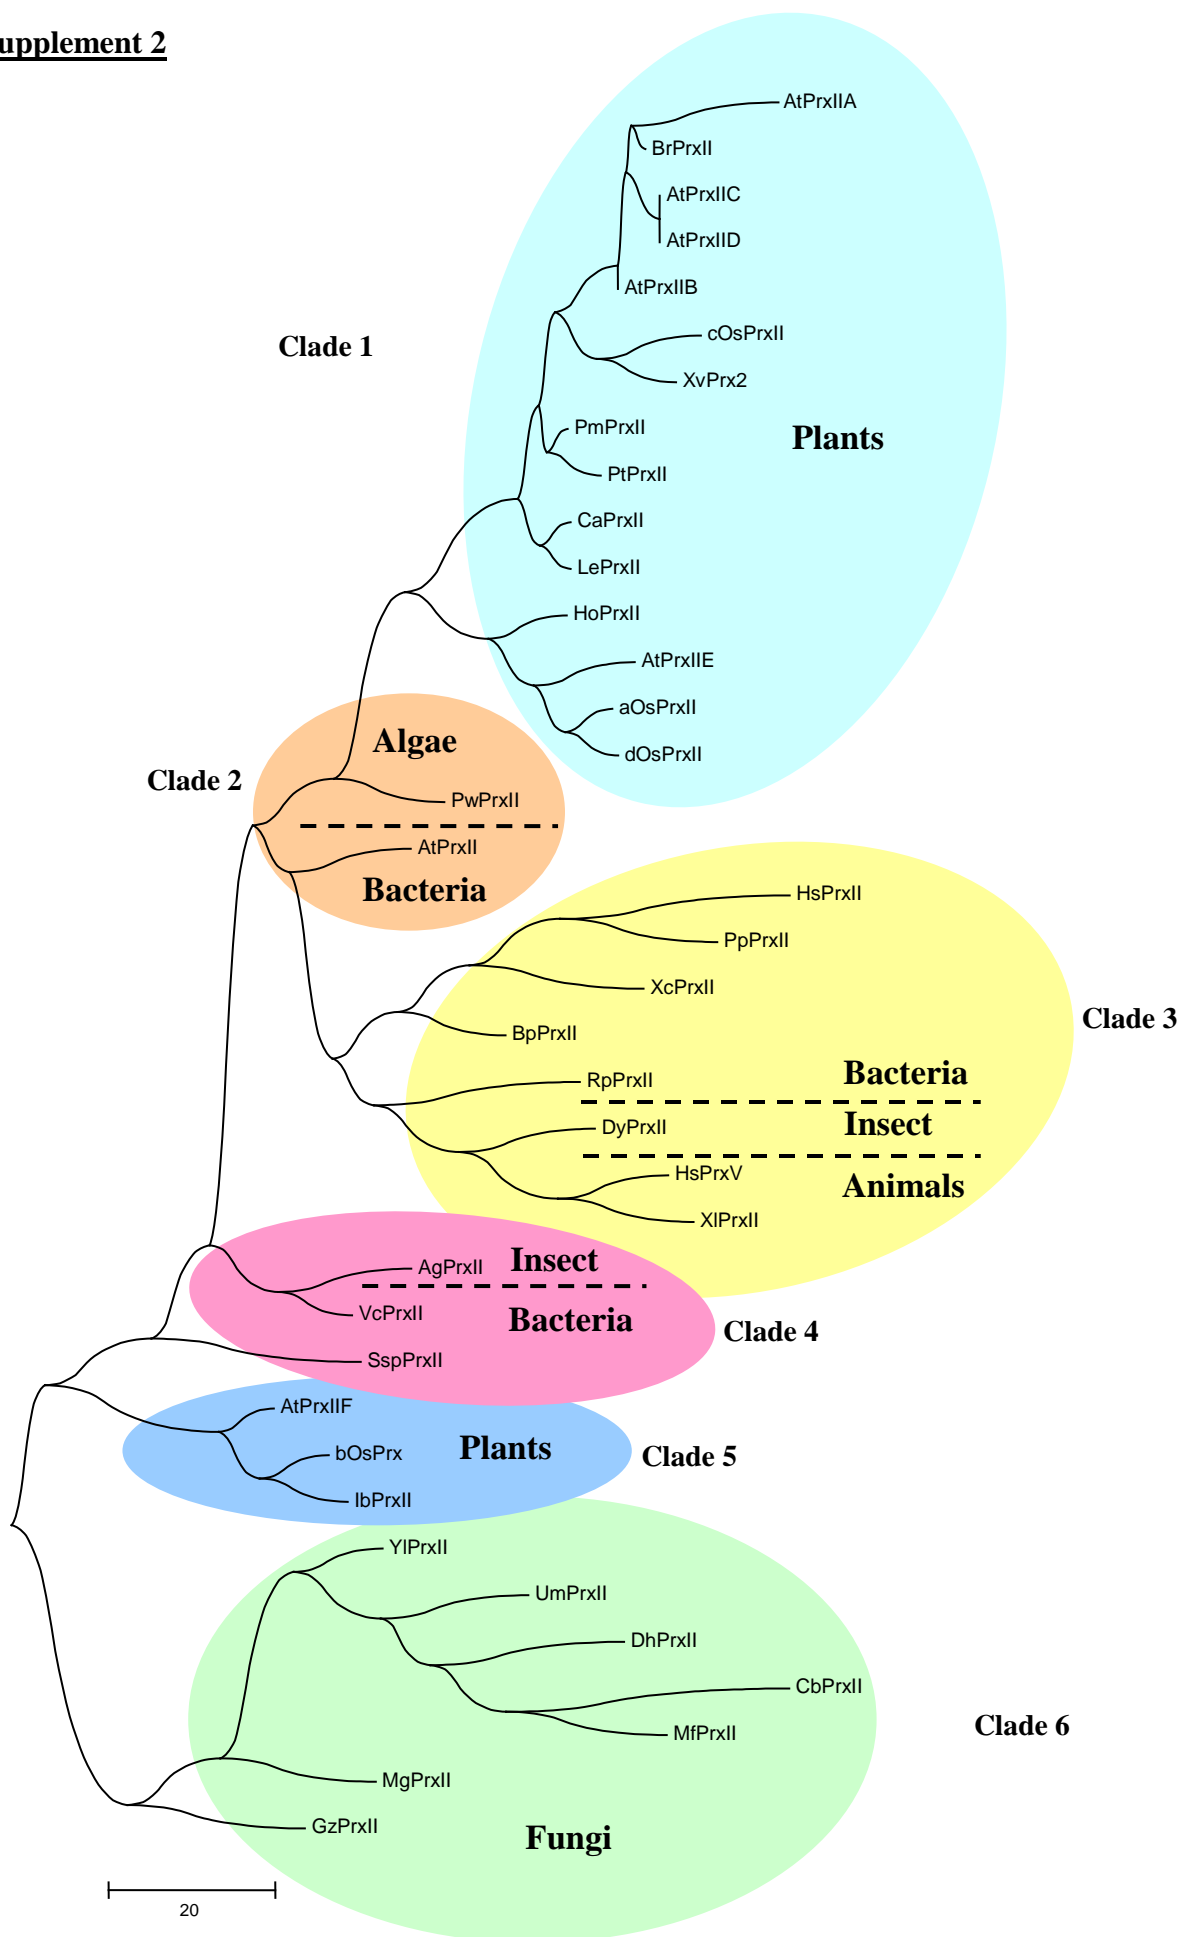 upplement 2
AtPrxIIA
BrPrxII
AtPrxIIC
AtPrxIID
AtPrxIIB
cOsPrxII
Clade 1
XvPrx2
PmPrxII
Plants
PtPrxII
CaPrxII
LePrxII
HoPrxII
AtPrxIIE
aOsPrxII
Algae
dOsPrxII
Clade 2
PwPrxII
AtPrxII
Bacteria
HsPrxII
PpPrxII
XcPrxII
Clade 3
BpPrxII
RpPrxII
Bacteria
DyPrxII
Insect
HsPrxV
Animals
XlPrxII
AgPrxII
Insect
VcPrxII
Bacteria
Clade 4
SspPrxII
AtPrxIIF
bOsPrx
Plants
Clade 5
IbPrxII
YlPrxII
UmPrxII
DhPrxII
CbPrxII
Clade 6
MfPrxII
MgPrxII
GzPrxII
Fungi
20